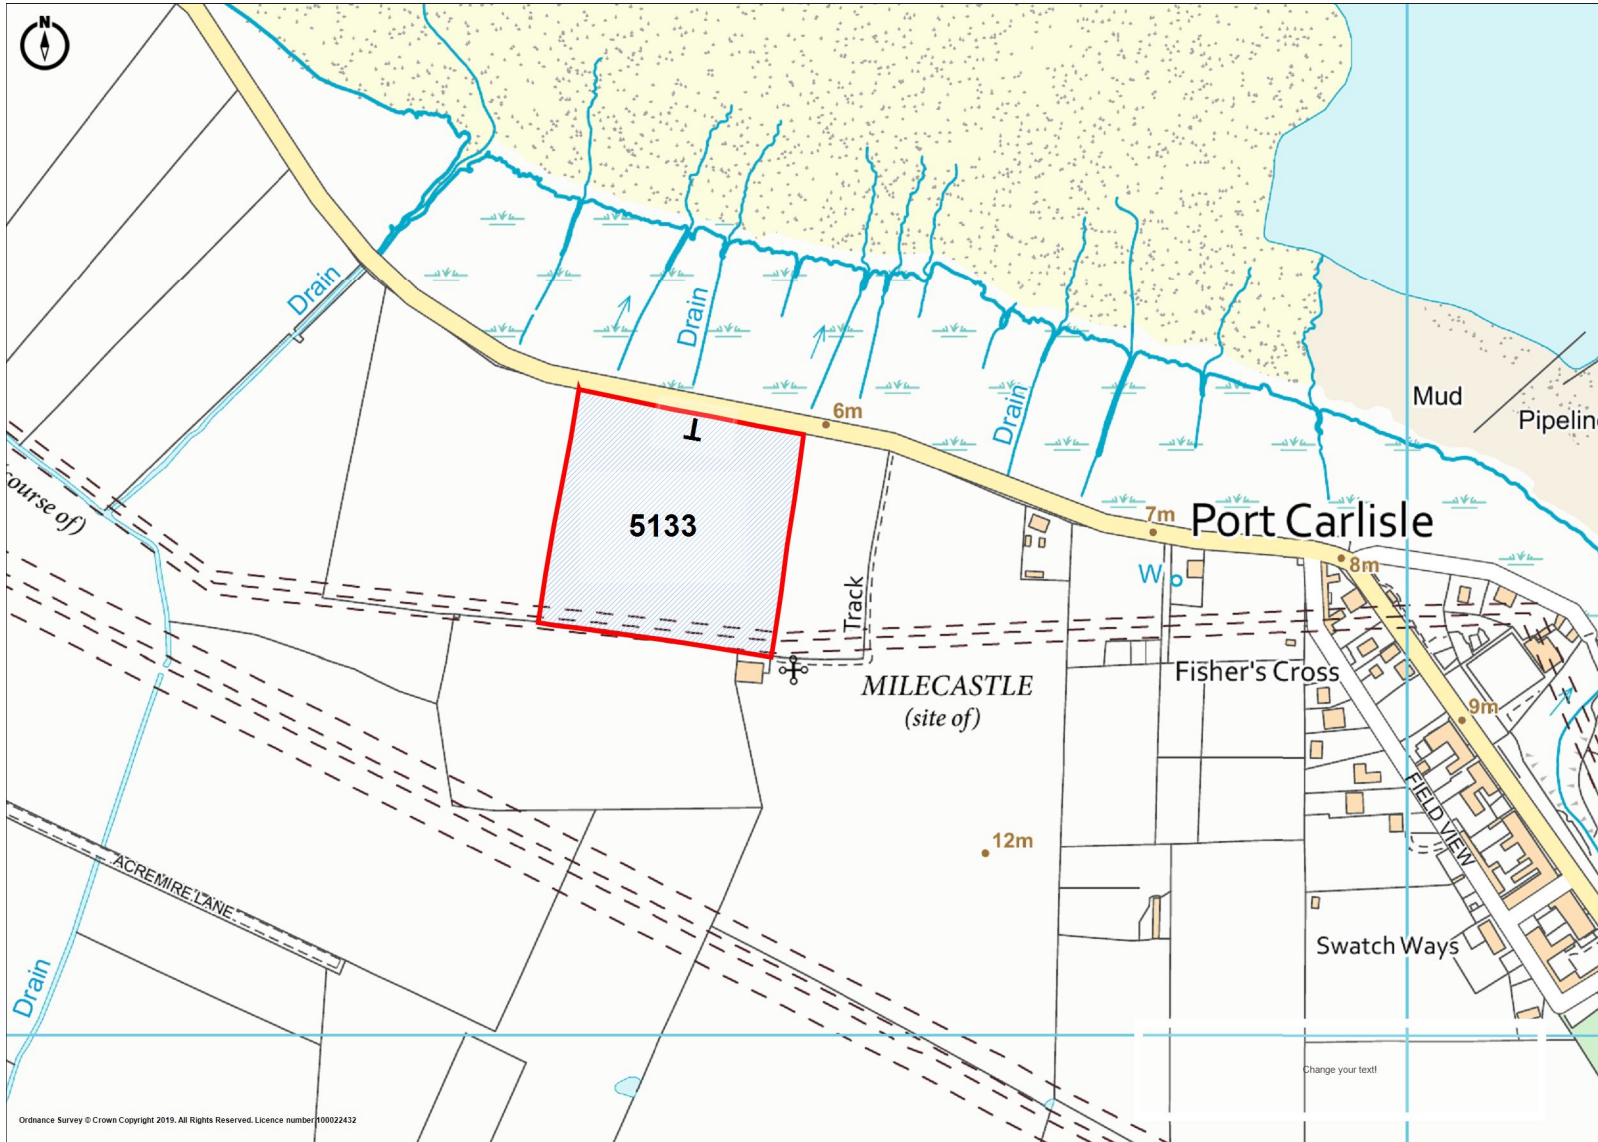 N
Drain
Drain
Mud
Pipelin
6m
Drain
T
course of)
5133
7m
Port Carlisle
8m
W
Track
Fisher's Cross
MILECASTLE
(site of)
9m
FIELD VIEW
12m
ACREMIRE LANE
Swatch Ways
Drain
Change your text!
Ordnance Survey © Crown Copyright 2019. All Rights Reserved. Licence number 100022432